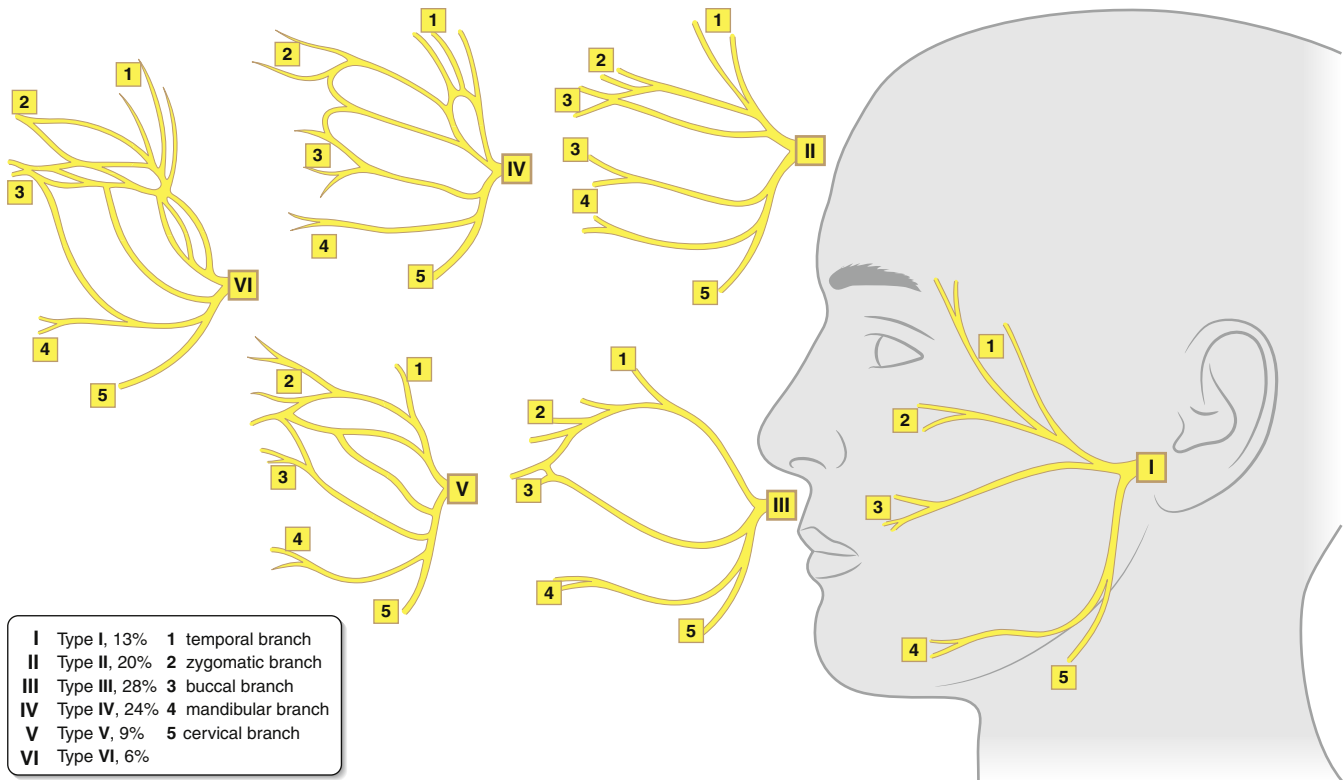 1
2
3
VI
4
5
1
2
3
IV
4
5
1
2
3
II
3
4
5
1
2
V
3
4
5
1
2
3
III
4
5
1
2
I
3
4
5
I Type I, 13% 1 temporal branch
II Type II, 20% 2 zygomatic branch
III Type III, 28% 3 buccal branch
IV Type IV, 24% 4 mandibular branch
V Type V, 9% 5 cervical branch
VI Type VI, 6%